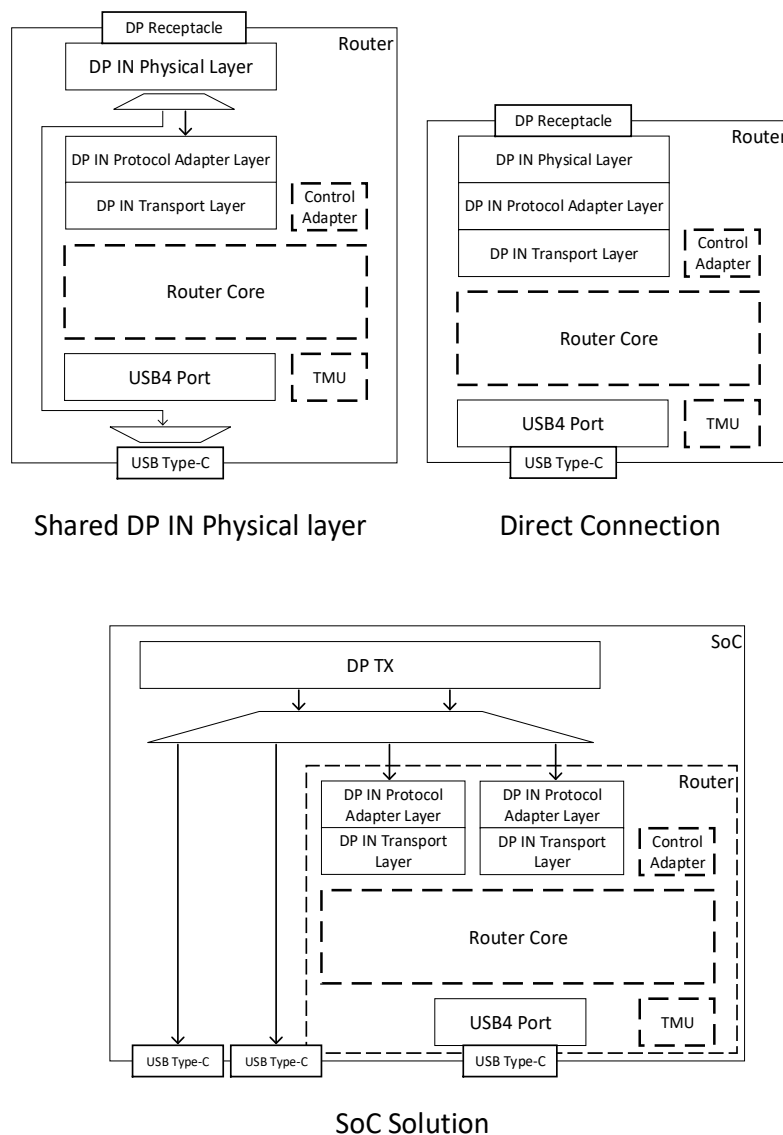 DP Receptacle
Router
DP IN Physical Layer
DP IN Protocol Adapter Layer
DP IN Transport Layer
Control
Adapter
Router Core
USB4 Port
TMU
USB Type-C
Shared DP IN Physical layer
DP Receptacle
Router
DP IN Physical Layer
DP IN Protocol Adapter Layer
DP IN Transport Layer
Control
Adapter
Router Core
USB4 Port
TMU
USB Type-C
Direct Connection
SoC
DP TX
Router
DP IN Protocol
Adapter Layer
DP IN Transport
Layer
DP IN Protocol
Adapter Layer
DP IN Transport
Layer
Control
Adapter
Router Core
USB4 Port
TMU
USB Type-C
USB Type-C
USB Type-C
SoC Solution